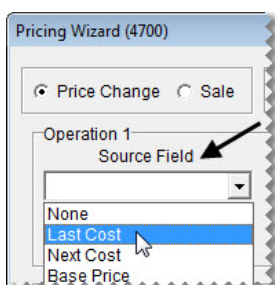 Pricing Wizard (4700)
Price Change Sale
Operation 1
Source Field
None
Last Cost
Next Cost
Base Price